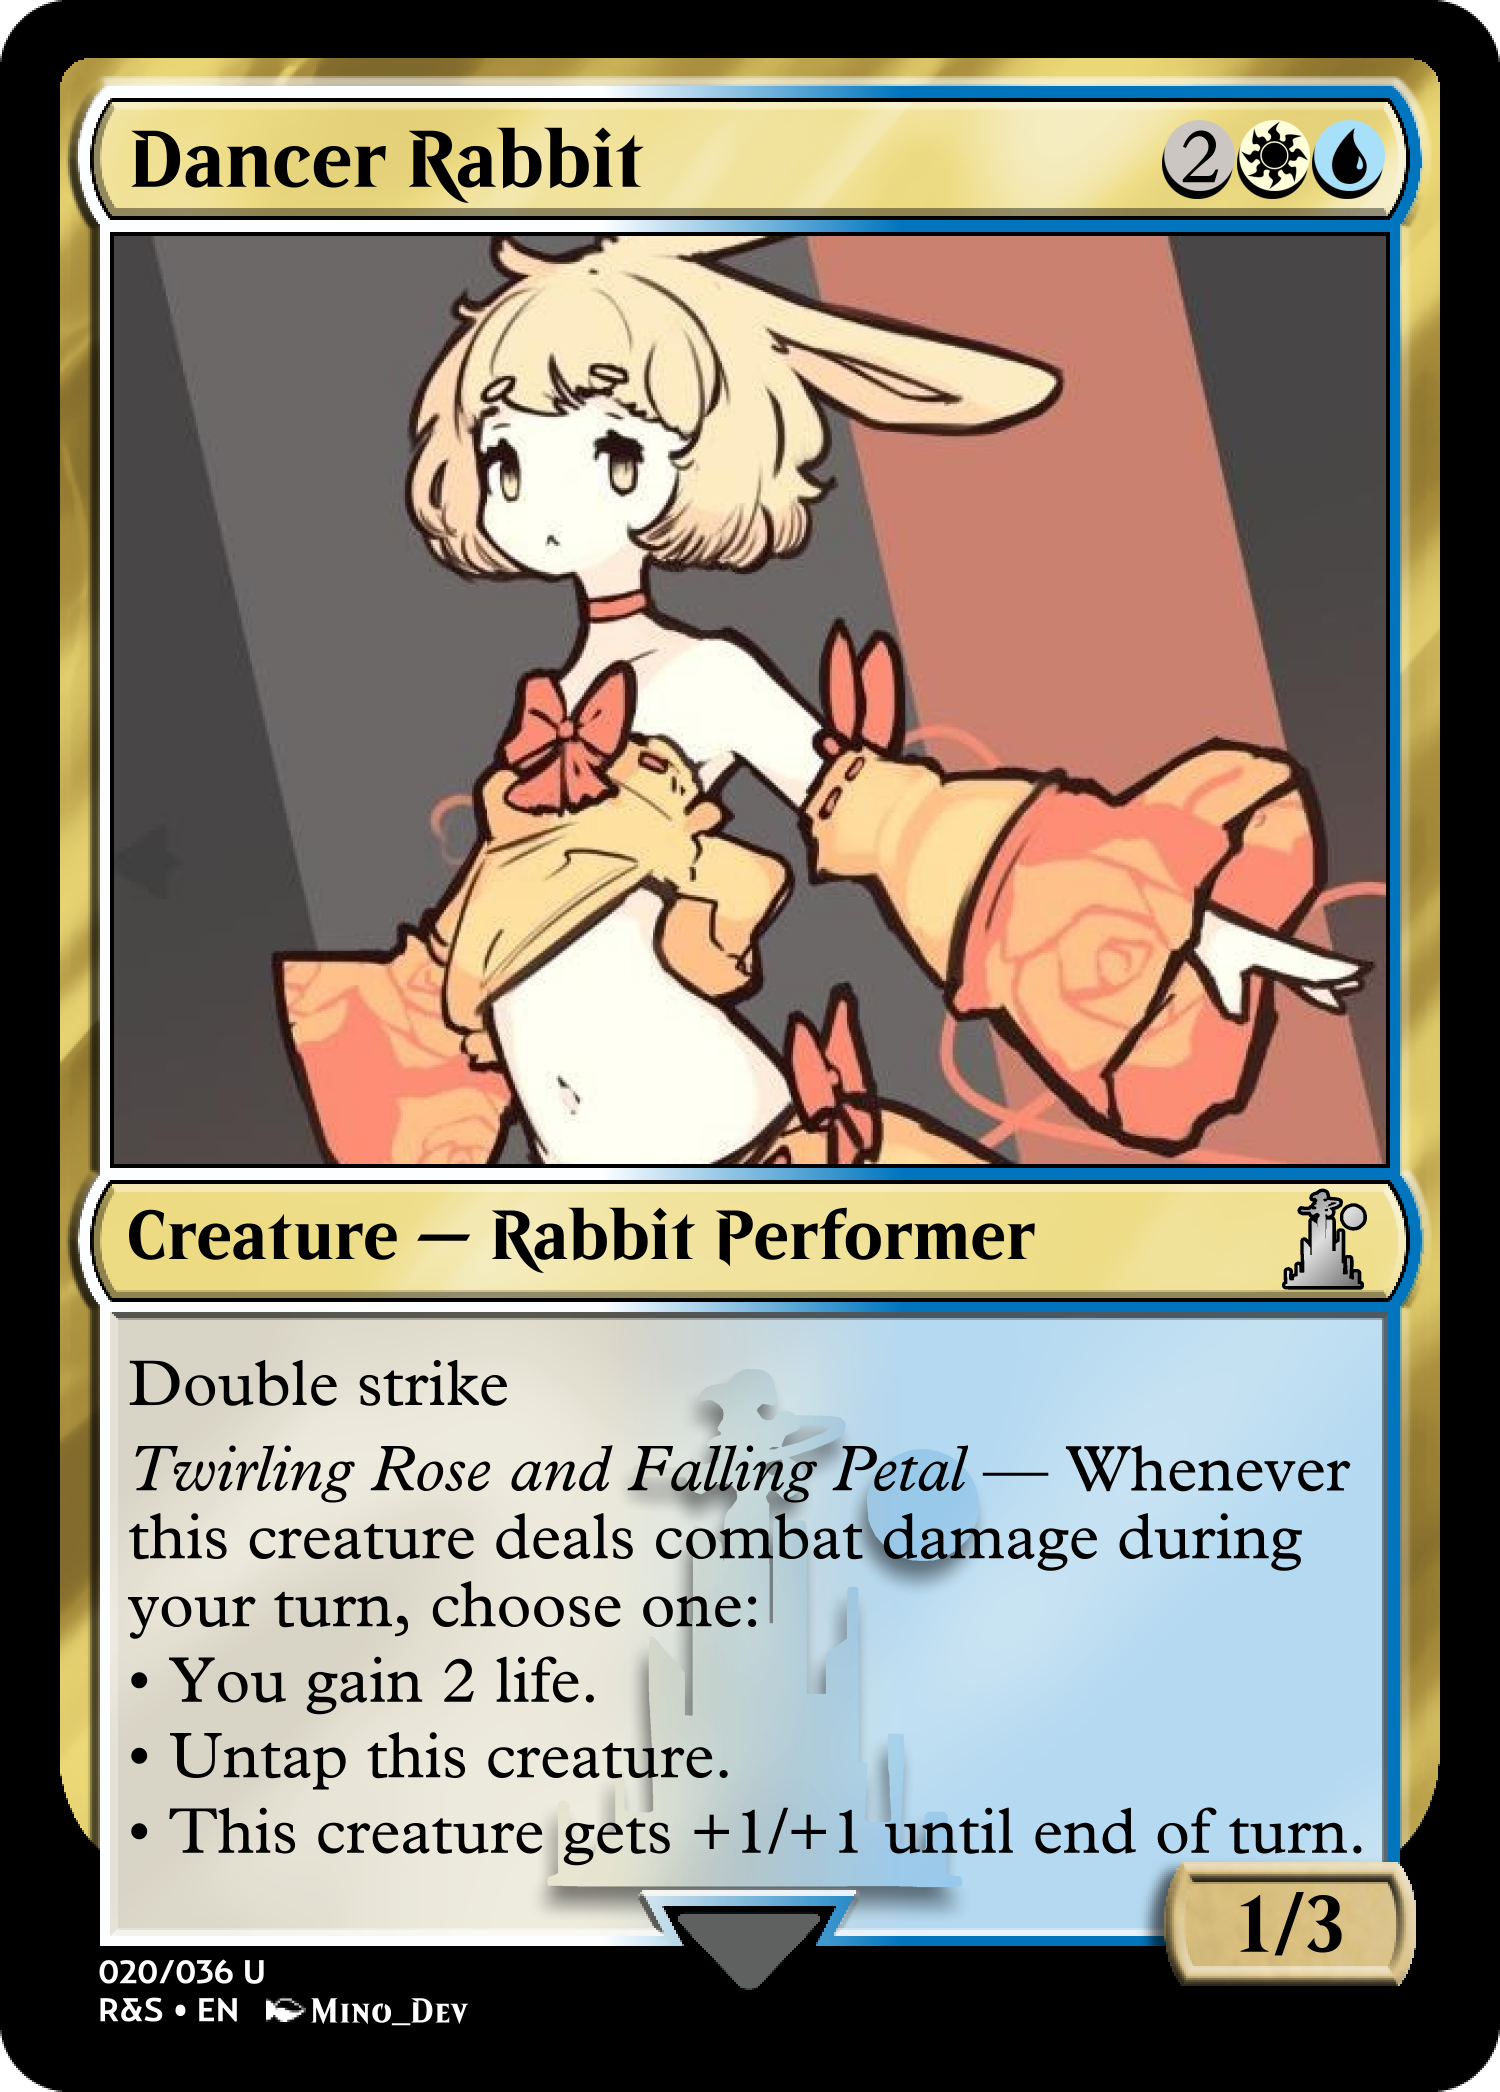 Dancer Rabbit 2
Creature — Rabbit Performer
Double strike
Twirling Rose and Falling Petal — Whenever
this creature deals combat damage during
your turn, choose one:
• You gain 2 life.
• Untap this creature.
• This creature gets +1/+1 until end of turn.
1/3
020/036 U
R&S • EN Mino_Dev